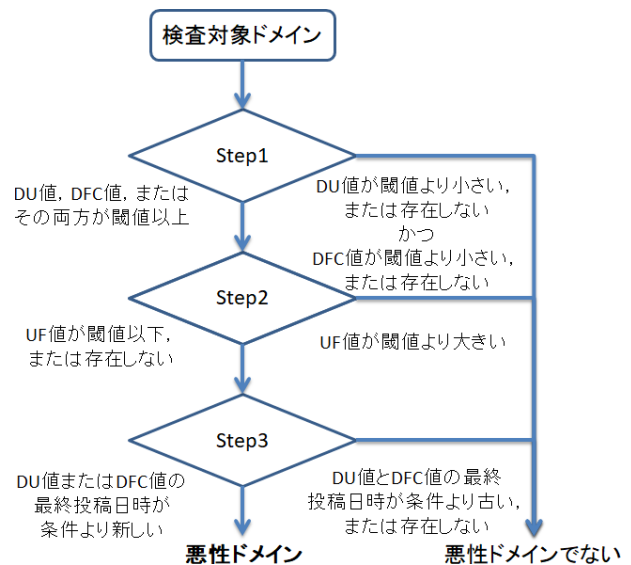 検査対象ドメイン
Step1
DU値，DFC値，または
その両方が閾値以上
DU値が閾値より小さい，
または存在しない
かつ
DFC値が閾値より小さい，
または存在しない
Step2
UF値が閾値以下，
または存在しない
UF値が閾値より大きい
Step3
DU値またはDFC値の
最終投稿日時が
条件より新しい
DU値とDFC値の最終
投稿日時が条件より古い，
または存在しない
悪性ドメイン
悪性ドメインでない